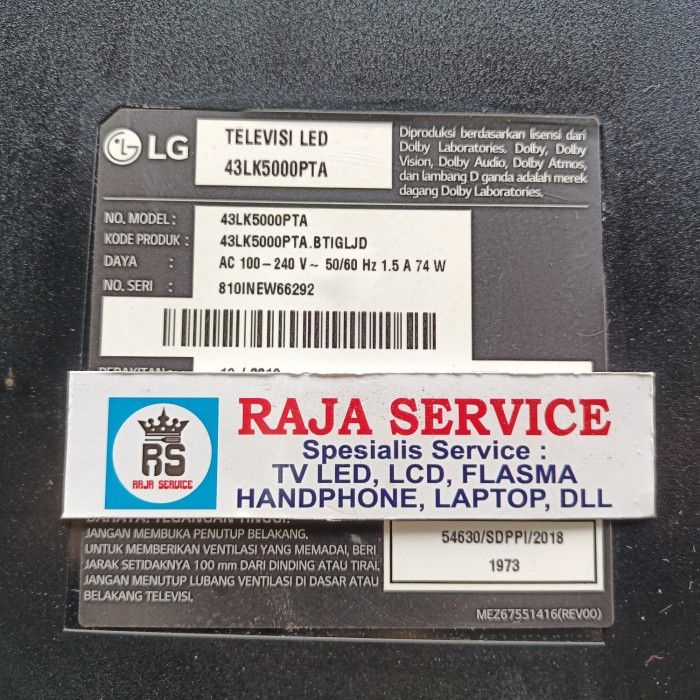 LG
TELEVISI LED
43LK5000PTA
Diproduksi berdasarkan lisensi dari
Dolby Laboratories. Dolby, Dolby
Vision, Dolby Audio, Dolby Atmos,
dan lambang D ganda adalah merek
dagang Dolby Laboratories.
NO. MODEL : 43LK5000PTA
KODE PRODUK : 43LK5000PTA.BTIGLJD
DAYA : AC 100-240 V~ 50/60 Hz 1.5 A 74 W
NO. SERI : 810INEW66292
RS
RAJA SERVICE
RAJA SERVICE
Spesialis Service :
TV LED, LCD, FLASMA
HANDPHONE, LAPTOP, DLL
JANGAN MEMBUKA PENUTUP BELAKANG.
UNTUK MEMBERIKAN VENTILASI YANG MEMADAI, BERI
JARAK SETIDAKNYA 100 mm DARI DINDING ATAU TIRAI.
JANGAN MENUTUP LUBANG VENTILASI DI DASAR ATAU
BELAKANG TELEVISI.
54630/SDPPI/2018
1973
MEZ67551416(REV00)